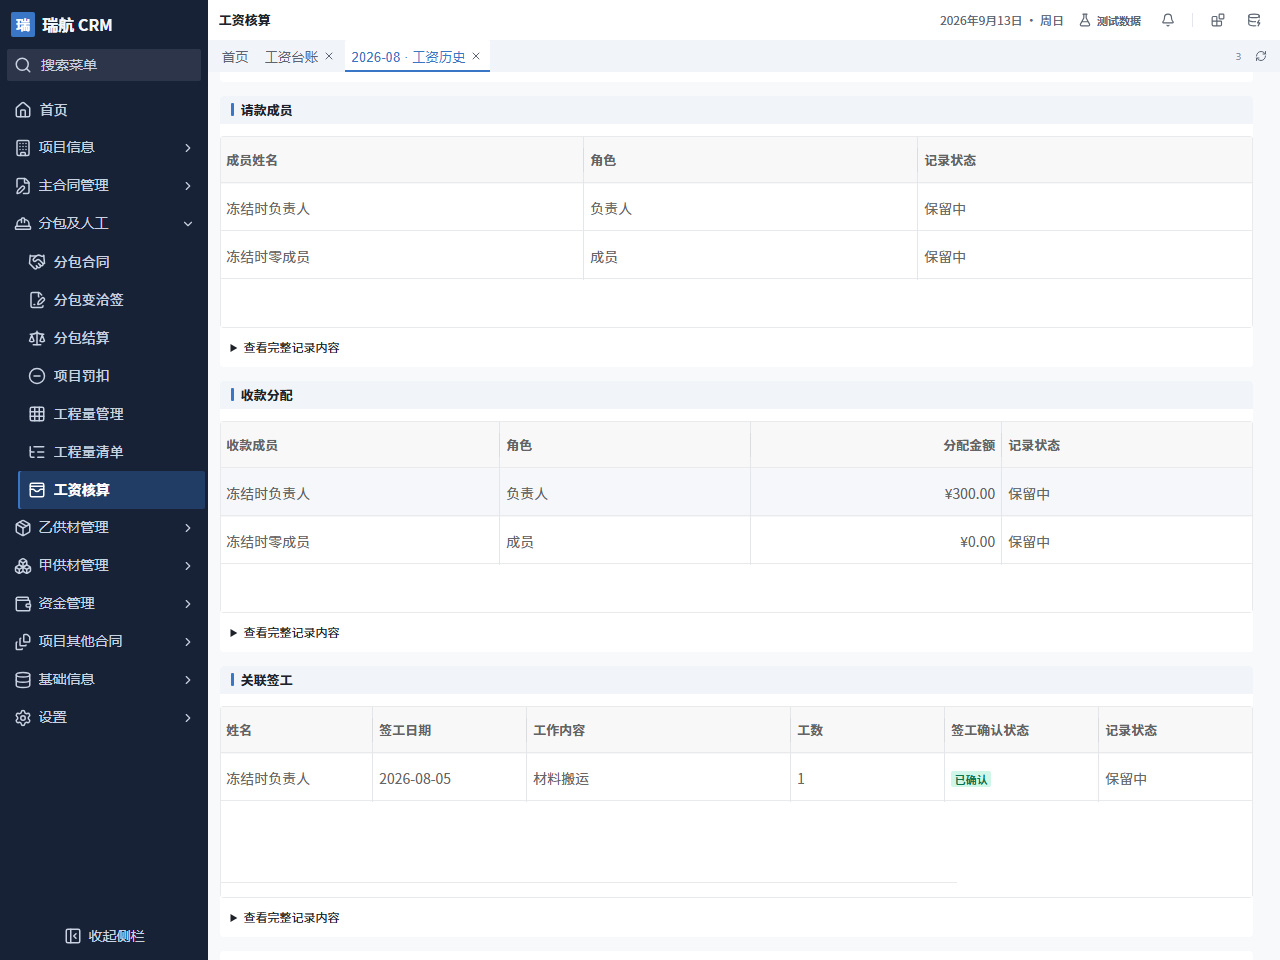 瑞 瑞航 CRM
搜索菜单
首页
项目信息
主合同管理
分包及人工
分包合同
分包变洽签
分包结算
项目罚扣
工程量管理
工程量清单
工资核算
乙供材管理
甲供材管理
资金管理
项目其他合同
基础信息
设置
收起侧栏
工资核算
2026年9月13日 · 周日 测试数据
首页 工资台账 × 2026-08 · 工资历史 × 3
请款成员
成员姓名 角色 记录状态
冻结时负责人 负责人 保留中
冻结时零成员 成员 保留中
▶ 查看完整记录内容
收款分配
收款成员 角色 分配金额 记录状态
冻结时负责人 负责人 ¥300.00 保留中
冻结时零成员 成员 ¥0.00 保留中
▶ 查看完整记录内容
关联签工
姓名 签工日期 工作内容 工数 签工确认状态 记录状态
冻结时负责人 2026-08-05 材料搬运 1 已确认 保留中
▶ 查看完整记录内容